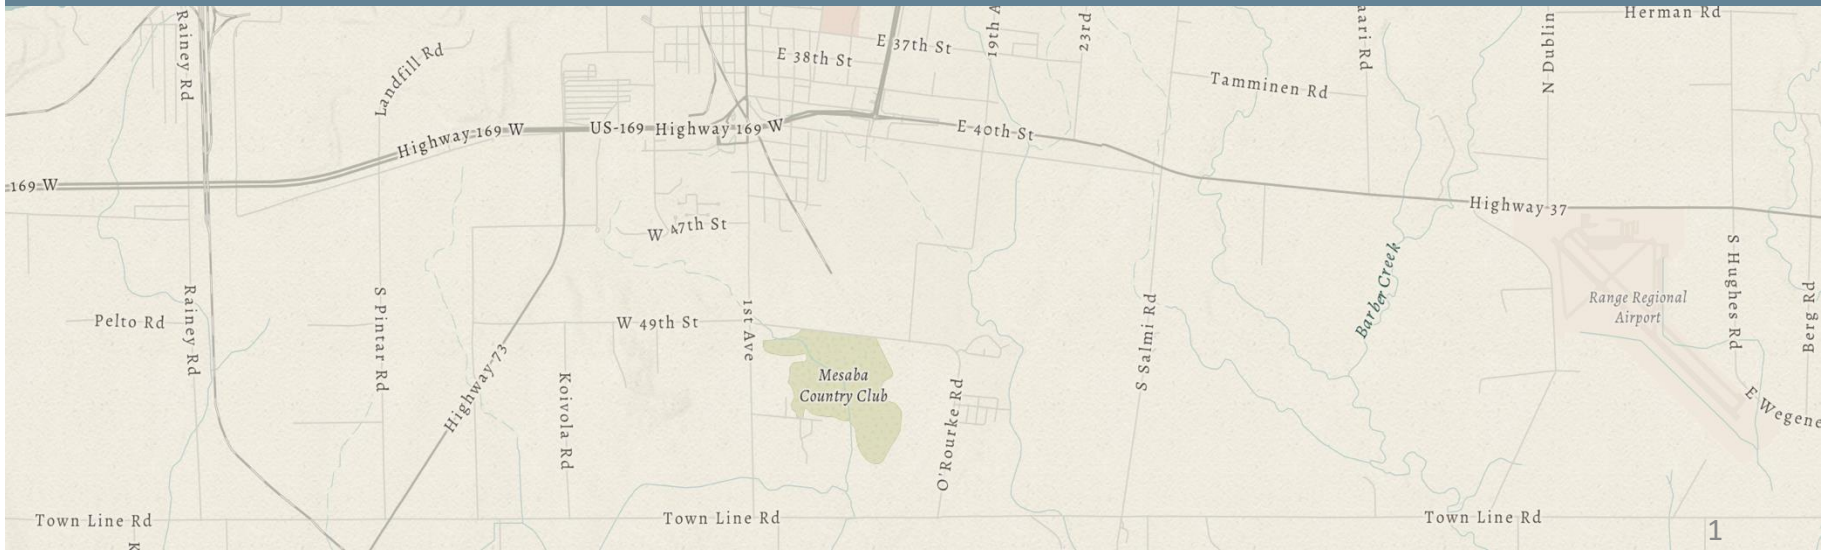 Herman Rd
Rainey Rd
Landfill Rd
E 38th St
E 37th St
19th A
23rd
aari Rd
N Dublin
Tamminen Rd
Highway 169 W
US-169
Highway 169 W
E 40th St
169 W
Highway 37
W 47th St
Barber Creek
S Hughes Rd
Range Regional
Airport
Berg Rd
Pelto Rd
Rainey Rd
S Pintar Rd
Highway 73
W 49th St
1st Ave
S Salmi Rd
Mesaba
Country Club
Koivola Rd
O'Rourke Rd
E Wegene
Town Line Rd
Town Line Rd
Town Line Rd
K
1